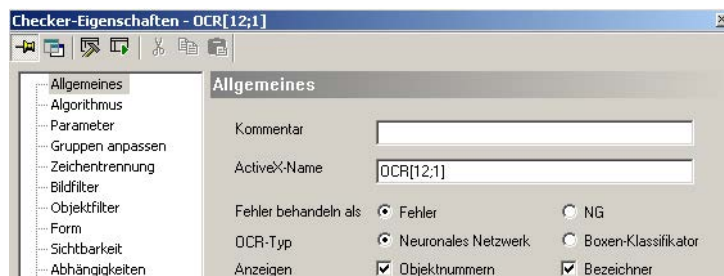 Checker-Eigenschaften - OCR[12;1]
Allgemeines
Algorithmus
Parameter
Gruppen anpassen
Zeichentrennung
Bildfilter
Objektfilter
Form
Sichtbarkeit
Abhängigkeiten
Allgemeines
Kommentar
ActiveX-Name OCR[12;1]
Fehler behandeln als Fehler NG
OCR-Typ Neuronales Netzwerk Boxen-Klassifikator
Anzeigen Objektnummern Bezeichner